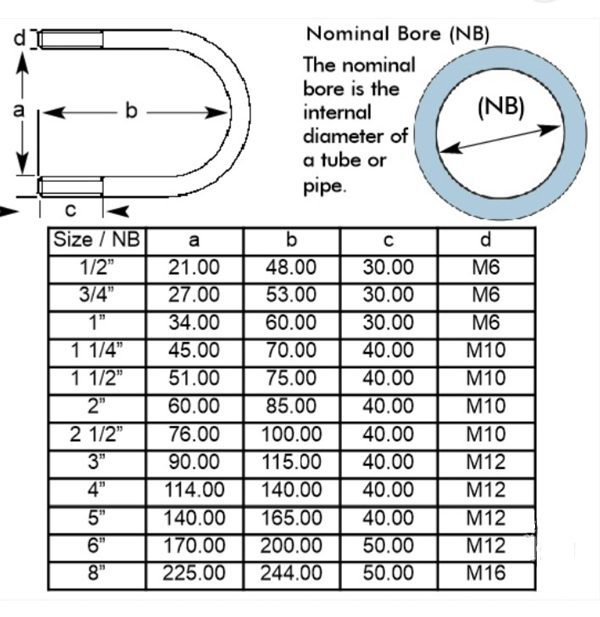 d
a
b
c
Nominal Bore (NB)
The nominal
bore is the
internal
diameter of
a tube or
pipe.
(NB)
Size / NB a b c d
1/2" 21.00 48.00 30.00 M6
3/4" 27.00 53.00 30.00 M6
1" 34.00 60.00 30.00 M6
1 1/4" 45.00 70.00 40.00 M10
1 1/2" 51.00 75.00 40.00 M10
2" 60.00 85.00 40.00 M10
2 1/2" 76.00 100.00 40.00 M10
3" 90.00 115.00 40.00 M12
4" 114.00 140.00 40.00 M12
5" 140.00 165.00 40.00 M12
6" 170.00 200.00 50.00 M12
8" 225.00 244.00 50.00 M16